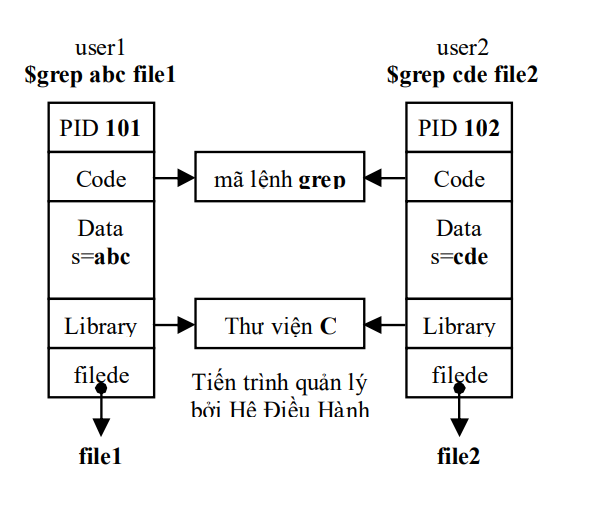 user1
$grep abc file1
PID 101
Code
Data
s=abc
Library
filede
file1
mã lệnh grep
Thư viện C
Tiến trình quản lý
bởi Hệ Điều Hành
user2
$grep cde file2
PID 102
Code
Data
s=cde
Library
filede
file2